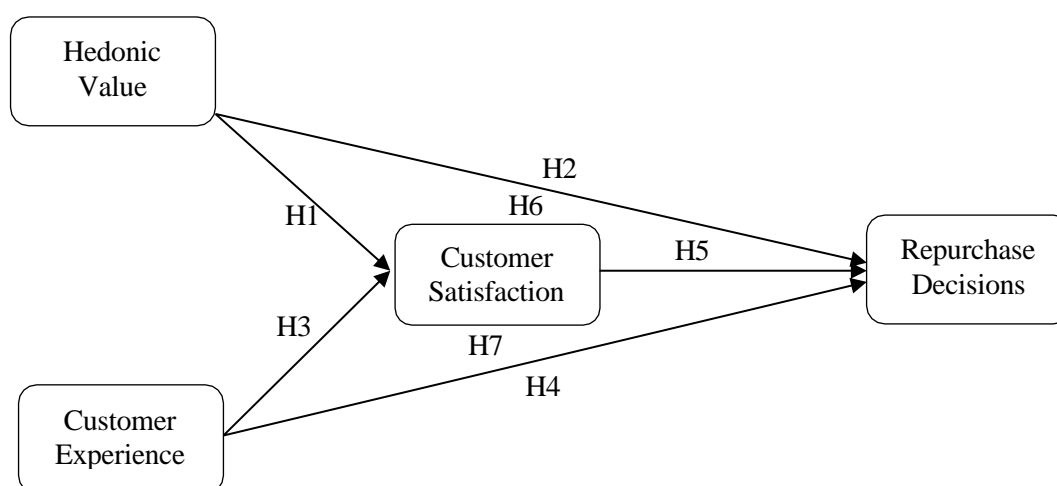 Hedonic
Value
H2
H6
H1
Customer
Satisfaction
H5
Repurchase
Decisions
H3
H7
H4
Customer
Experience